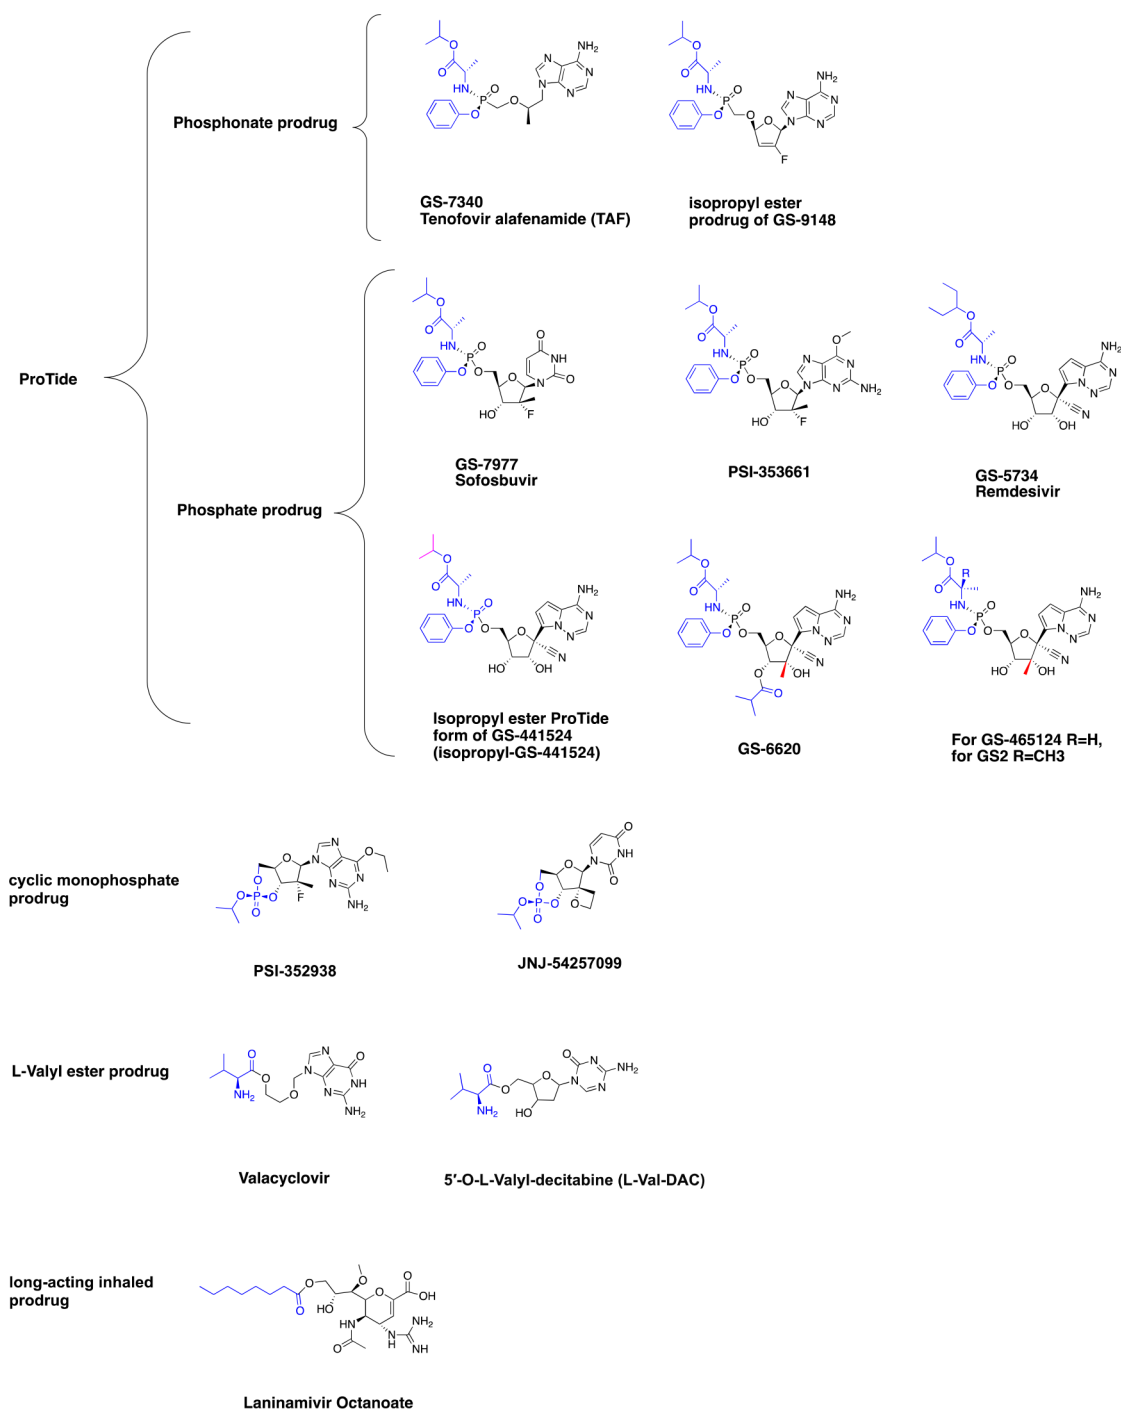 Phosphonate prodrug
GS-7340
Tenofovir alafenamide (TAF)
isopropyl ester
prodrug of GS-9148
ProTide
Phosphate prodrug
GS-7977
Sofosbuvir
PSI-353661
GS-5734
Remdesivir
Isopropyl ester ProTide
form of GS-441524
(isopropyl-GS-441524)
GS-6620
For GS-465124 R=H,
for GS2 R=CH3
cyclic monophosphate
prodrug
PSI-352938
JNJ-54257099
L-Valyl ester prodrug
Valacyclovir
5′-O-L-Valyl-decitabine (L-Val-DAC)
long-acting inhaled
prodrug
Laninamivir Octanoate